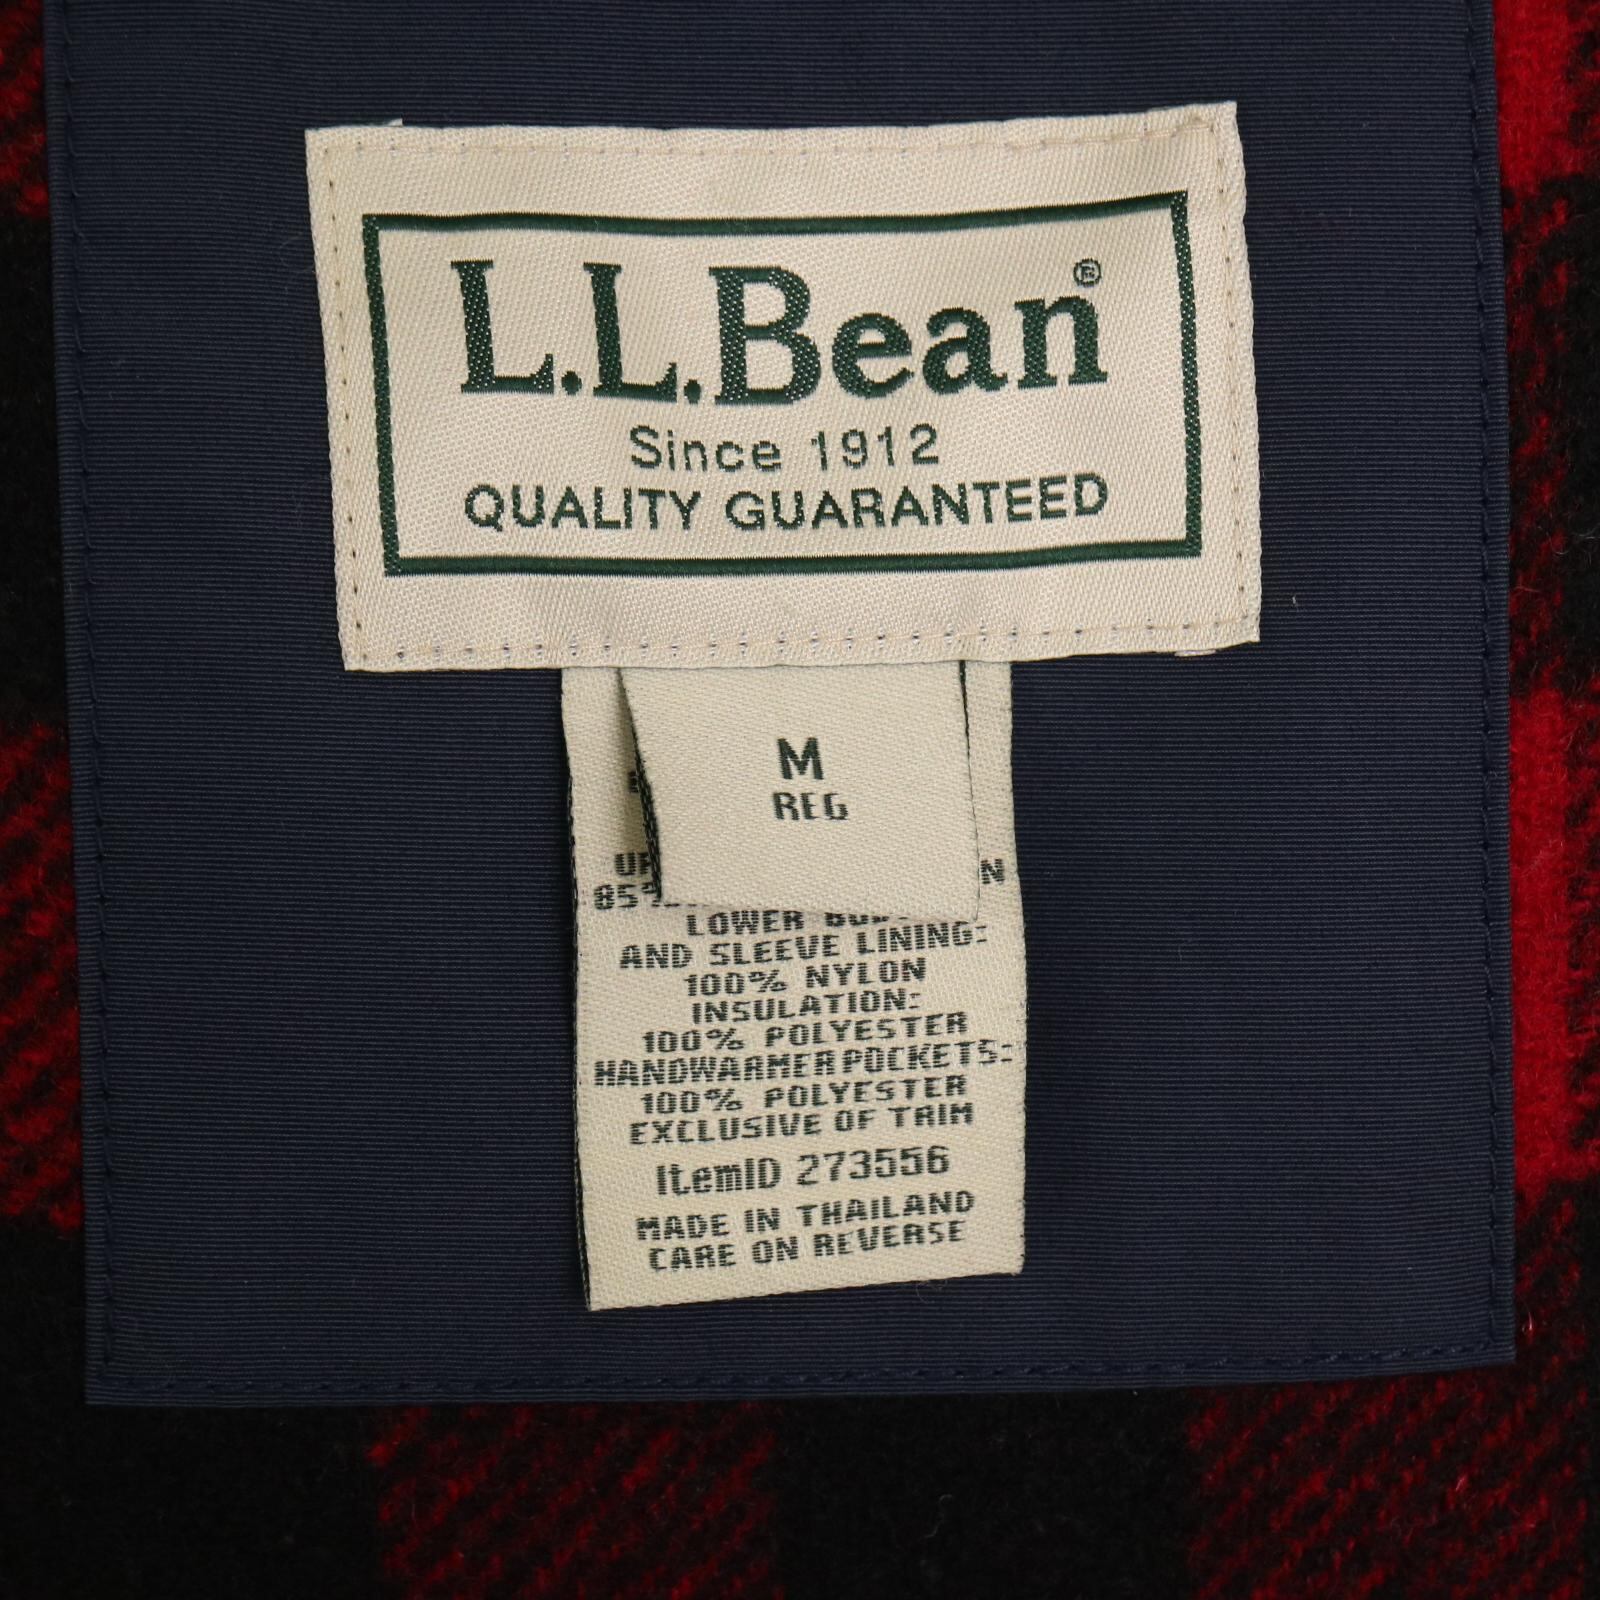 L.L.Bean®
Since 1912
QUALITY GUARANTEED
M
REG
85%
LOWER
AND SLEEVE LINING:
100% NYLON
INSULATION:
100% POLYESTER
HANDWARMER POCKETS:
100% POLYESTER
EXCLUSIVE OF TRIM
ItemID 273556
MADE IN THAILAND
CARE ON REVERSE